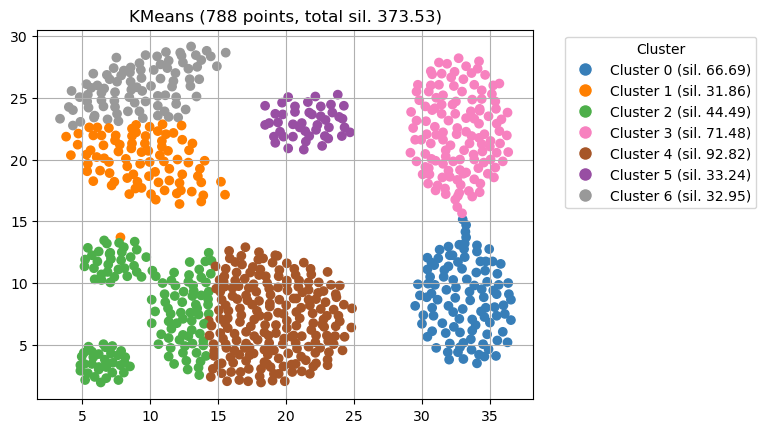 KMeans (788 points, total sil. 373.53)
30
25
20
15
10
5
5 10 15 20 25 30 35
Cluster
Cluster 0 (sil. 66.69)
Cluster 1 (sil. 31.86)
Cluster 2 (sil. 44.49)
Cluster 3 (sil. 71.48)
Cluster 4 (sil. 92.82)
Cluster 5 (sil. 33.24)
Cluster 6 (sil. 32.95)